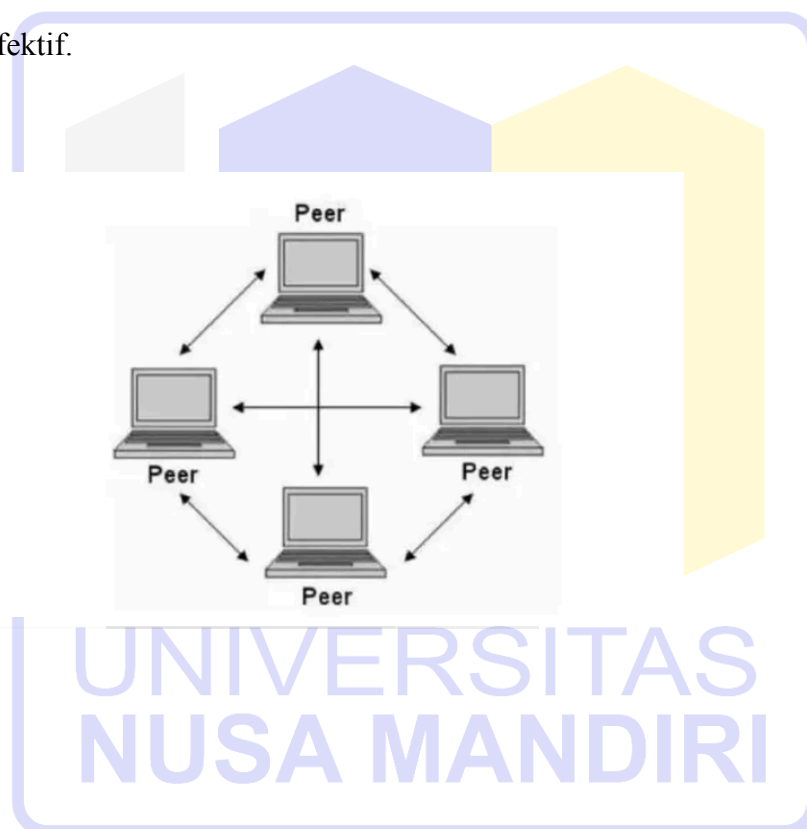 fektif.
Peer
Peer
Peer
Peer
UNIVERSITAS
NUSA MANDIRI